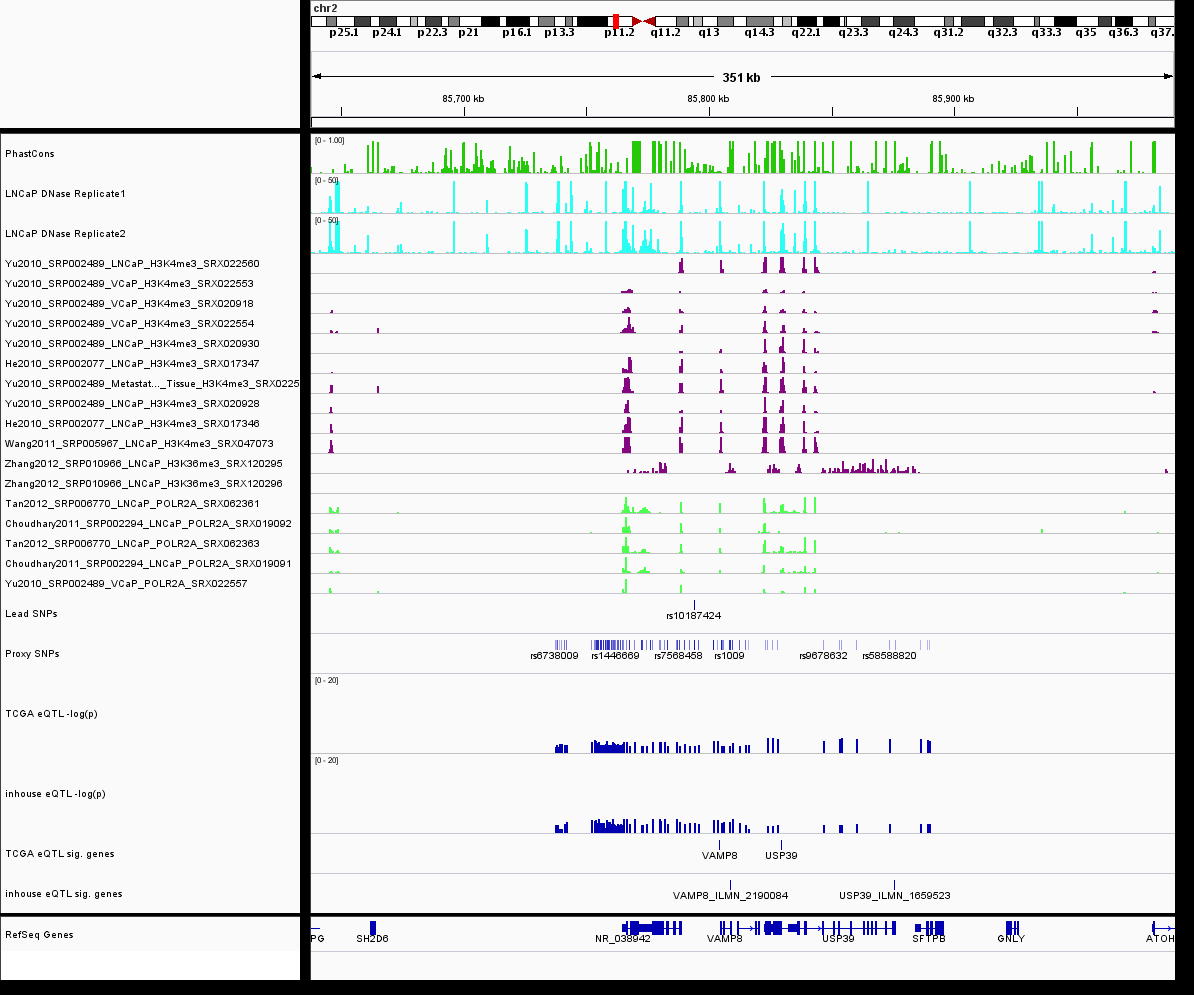 chr2
p25.1 p24.1 p22.3 p21 p16.1 p13.3 p11.2 q11.2 q13 q14.3 q22.1 q23.3 q24.3 q31.2 q32.3 q33.3 q35 q36.3 q37.
351 kb
85,700 kb 85,800 kb 85,900 kb
PhastCons [0 - 1.00]
LNCaP DNase Replicate1 [0 - 50]
LNCaP DNase Replicate2 [0 - 50]
Yu2010_SRP002489_LNCaP_H3K4me3_SRX022560
Yu2010_SRP002489_VCaP_H3K4me3_SRX022553
Yu2010_SRP002489_VCaP_H3K4me3_SRX020918
Yu2010_SRP002489_VCaP_H3K4me3_SRX022554
Yu2010_SRP002489_LNCaP_H3K4me3_SRX020930
He2010_SRP002077_LNCaP_H3K4me3_SRX017347
Yu2010_SRP002489_Metastat..._Tissue_H3K4me3_SRX0225
Yu2010_SRP002489_LNCaP_H3K4me3_SRX020928
He2010_SRP002077_LNCaP_H3K4me3_SRX017346
Wang2011_SRP005967_LNCaP_H3K4me3_SRX047073
Zhang2012_SRP010966_LNCaP_H3K36me3_SRX120295
Zhang2012_SRP010966_LNCaP_H3K36me3_SRX120296
Tan2012_SRP006770_LNCaP_POLR2A_SRX062361
Choudhary2011_SRP002294_LNCaP_POLR2A_SRX019092
Tan2012_SRP006770_LNCaP_POLR2A_SRX062363
Choudhary2011_SRP002294_LNCaP_POLR2A_SRX019091
Yu2010_SRP002489_VCaP_POLR2A_SRX022557
Lead SNPs rs10187424
Proxy SNPs rs6738009 rs1446669 rs7568458 rs1009 rs9678632 rs58588820
[0 - 20]
TCGA eQTL -log(p)
[0 - 20]
inhouse eQTL -log(p)
TCGA eQTL sig. genes VAMP8 USP39
inhouse eQTL sig. genes VAMP8_ILMN_2190084 USP39_ILMN_1659523
RefSeq Genes PG SH2D6 NR_038942 VAMP8 USP39 SFTPB GNLY ATOH